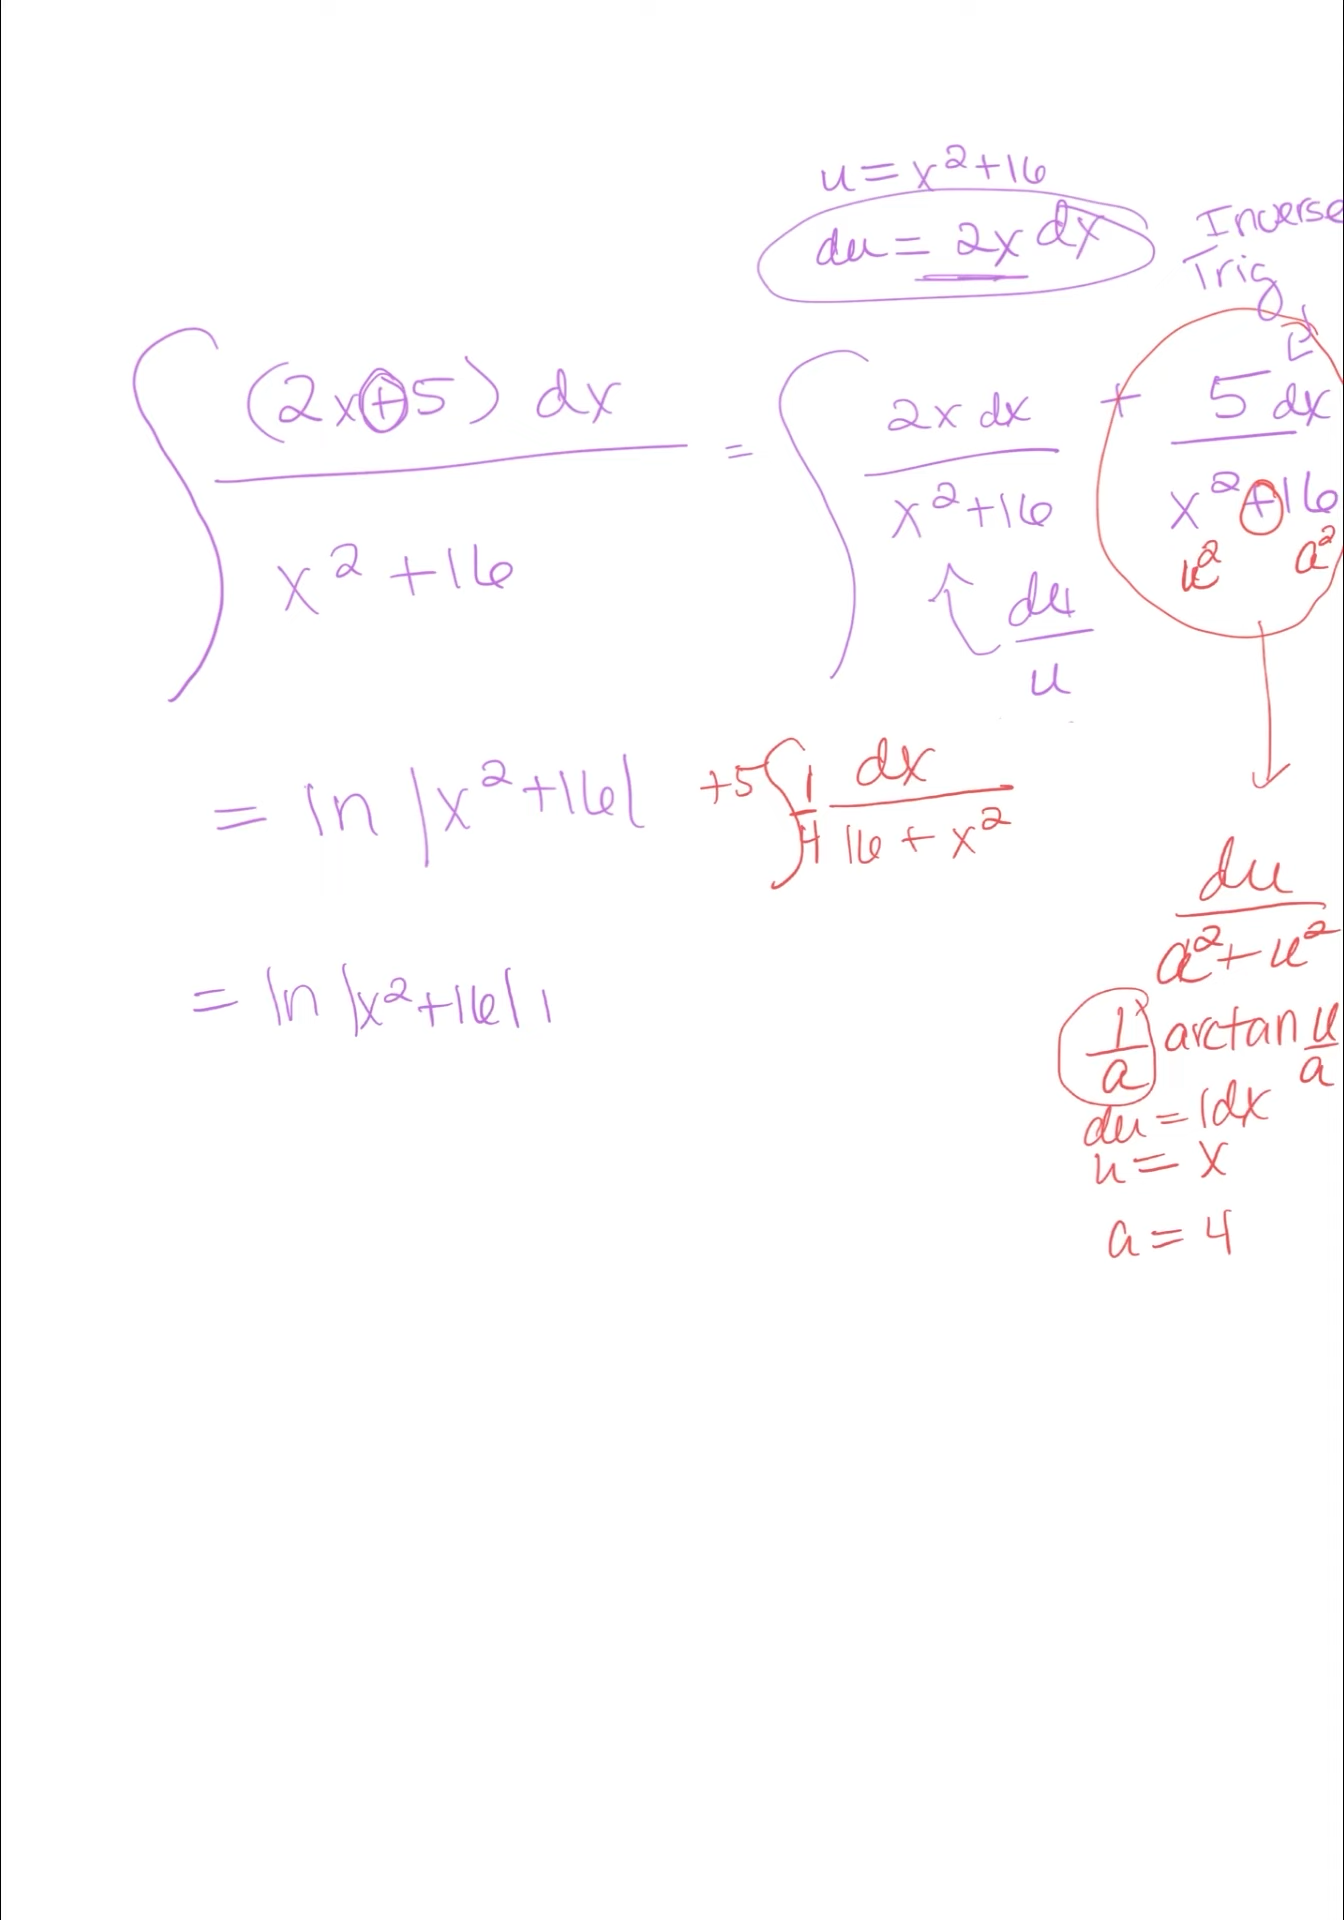 u = x² + 16
du = 2x dx
Inverse
Trig
∫ (2x + 5) dx / x² + 16 = ∫ 2x dx / x² + 16 + 5 dx / x² + 16
u² a²
du / u
= ln |x² + 16| + 5 ∫ 1/4 dx / 16 + x²
du / a² + u²
= ln |x² + 16| 1
1/a arctan u/a
du = 1dx
u = x
a = 4